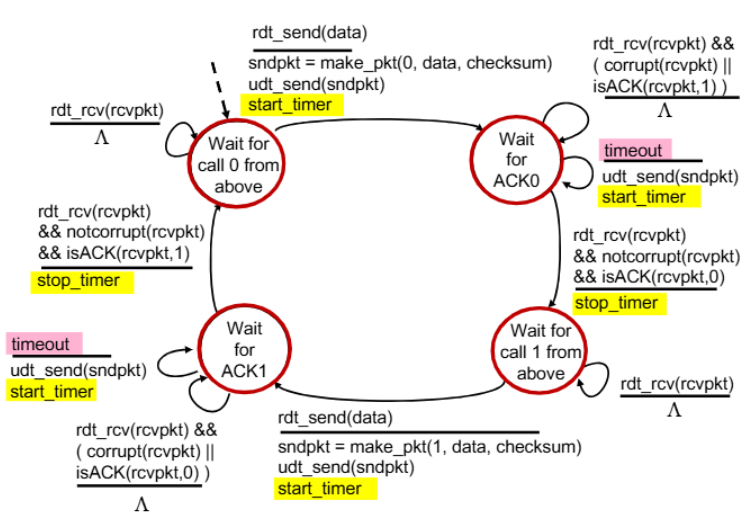 rdt_send(data)
sndpkt = make_pkt(0, data, checksum)
udt_send(sndpkt)
start_timer
rdt_rcv(rcvpkt) &&
( corrupt(rcvpkt) ||
isACK(rcvpkt,1) )
Λ
rdt_rcv(rcvpkt)
Λ
Wait for
call 0 from
above
Wait
for
ACK0
timeout
udt_send(sndpkt)
start_timer
rdt_rcv(rcvpkt)
&& notcorrupt(rcvpkt)
&& isACK(rcvpkt,1)
stop_timer
rdt_rcv(rcvpkt)
&& notcorrupt(rcvpkt)
&& isACK(rcvpkt,0)
stop_timer
timeout
udt_send(sndpkt)
start_timer
Wait
for
ACK1
Wait for
call 1 from
above
rdt_rcv(rcvpkt)
Λ
rdt_rcv(rcvpkt) &&
( corrupt(rcvpkt) ||
isACK(rcvpkt,0) )
Λ
rdt_send(data)
sndpkt = make_pkt(1, data, checksum)
udt_send(sndpkt)
start_timer